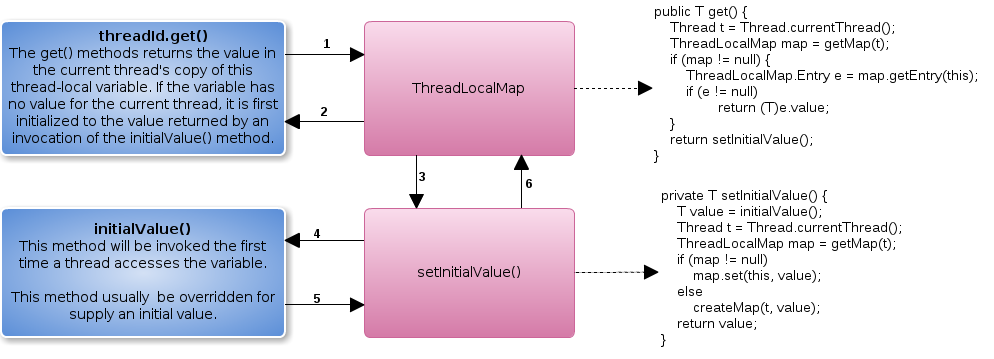 threadId.get()
The get() methods returns the value in
the current thread's copy of this
thread-local variable. If the variable has
no value for the current thread, it is first
initialized to the value returned by an
invocation of the initialValue() method.
1
2
ThreadLocalMap
public T get() {
Thread t = Thread.currentThread();
ThreadLocalMap map = getMap(t);
if (map != null) {
ThreadLocalMap.Entry e = map.getEntry(this);
if (e != null)
return (T)e.value;
}
return setInitialValue();
}
3
6
initialValue()
This method will be invoked the first
time a thread accesses the variable.
This method usually  be overridden for
supply an initial value.
4
5
setInitialValue()
private T setInitialValue() {
T value = initialValue();
Thread t = Thread.currentThread();
ThreadLocalMap map = getMap(t);
if (map != null)
map.set(this, value);
else
createMap(t, value);
return value;
}